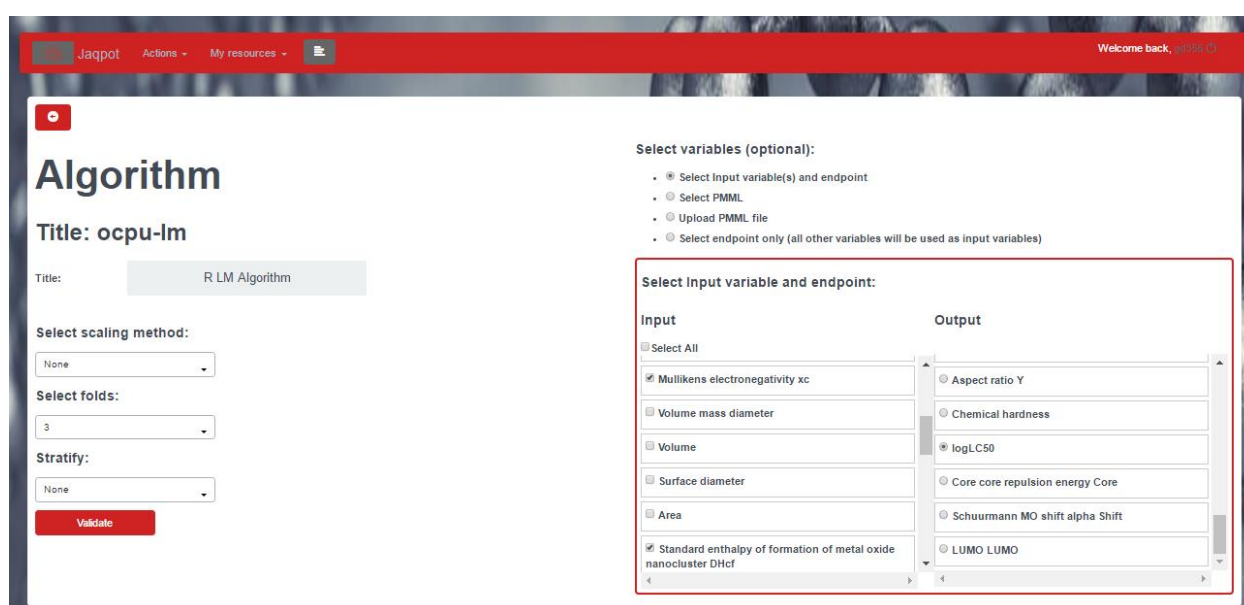 Jaqpot
Actions
My resources
Welcome back,
Algorithm
Title: ocpu-lm
Title:
R LM Algorithm
Select scaling method:
None
Select folds:
3
Stratify:
None
Validate
Select variables (optional):
Select Input variable(s) and endpoint
Select PMML
Upload PMML file
Select endpoint only (all other variables will be used as input variables)
Select Input variable and endpoint:
Input
Select All
Mullikens electronegativity xc
Volume mass diameter
Volume
Surface diameter
Area
Standard enthalpy of formation of metal oxide
nanocluster DHcf
Output
Aspect ratio Y
Chemical hardness
logLC50
Core core repulsion energy Core
Schuurmann MO shift alpha Shift
LUMO LUMO